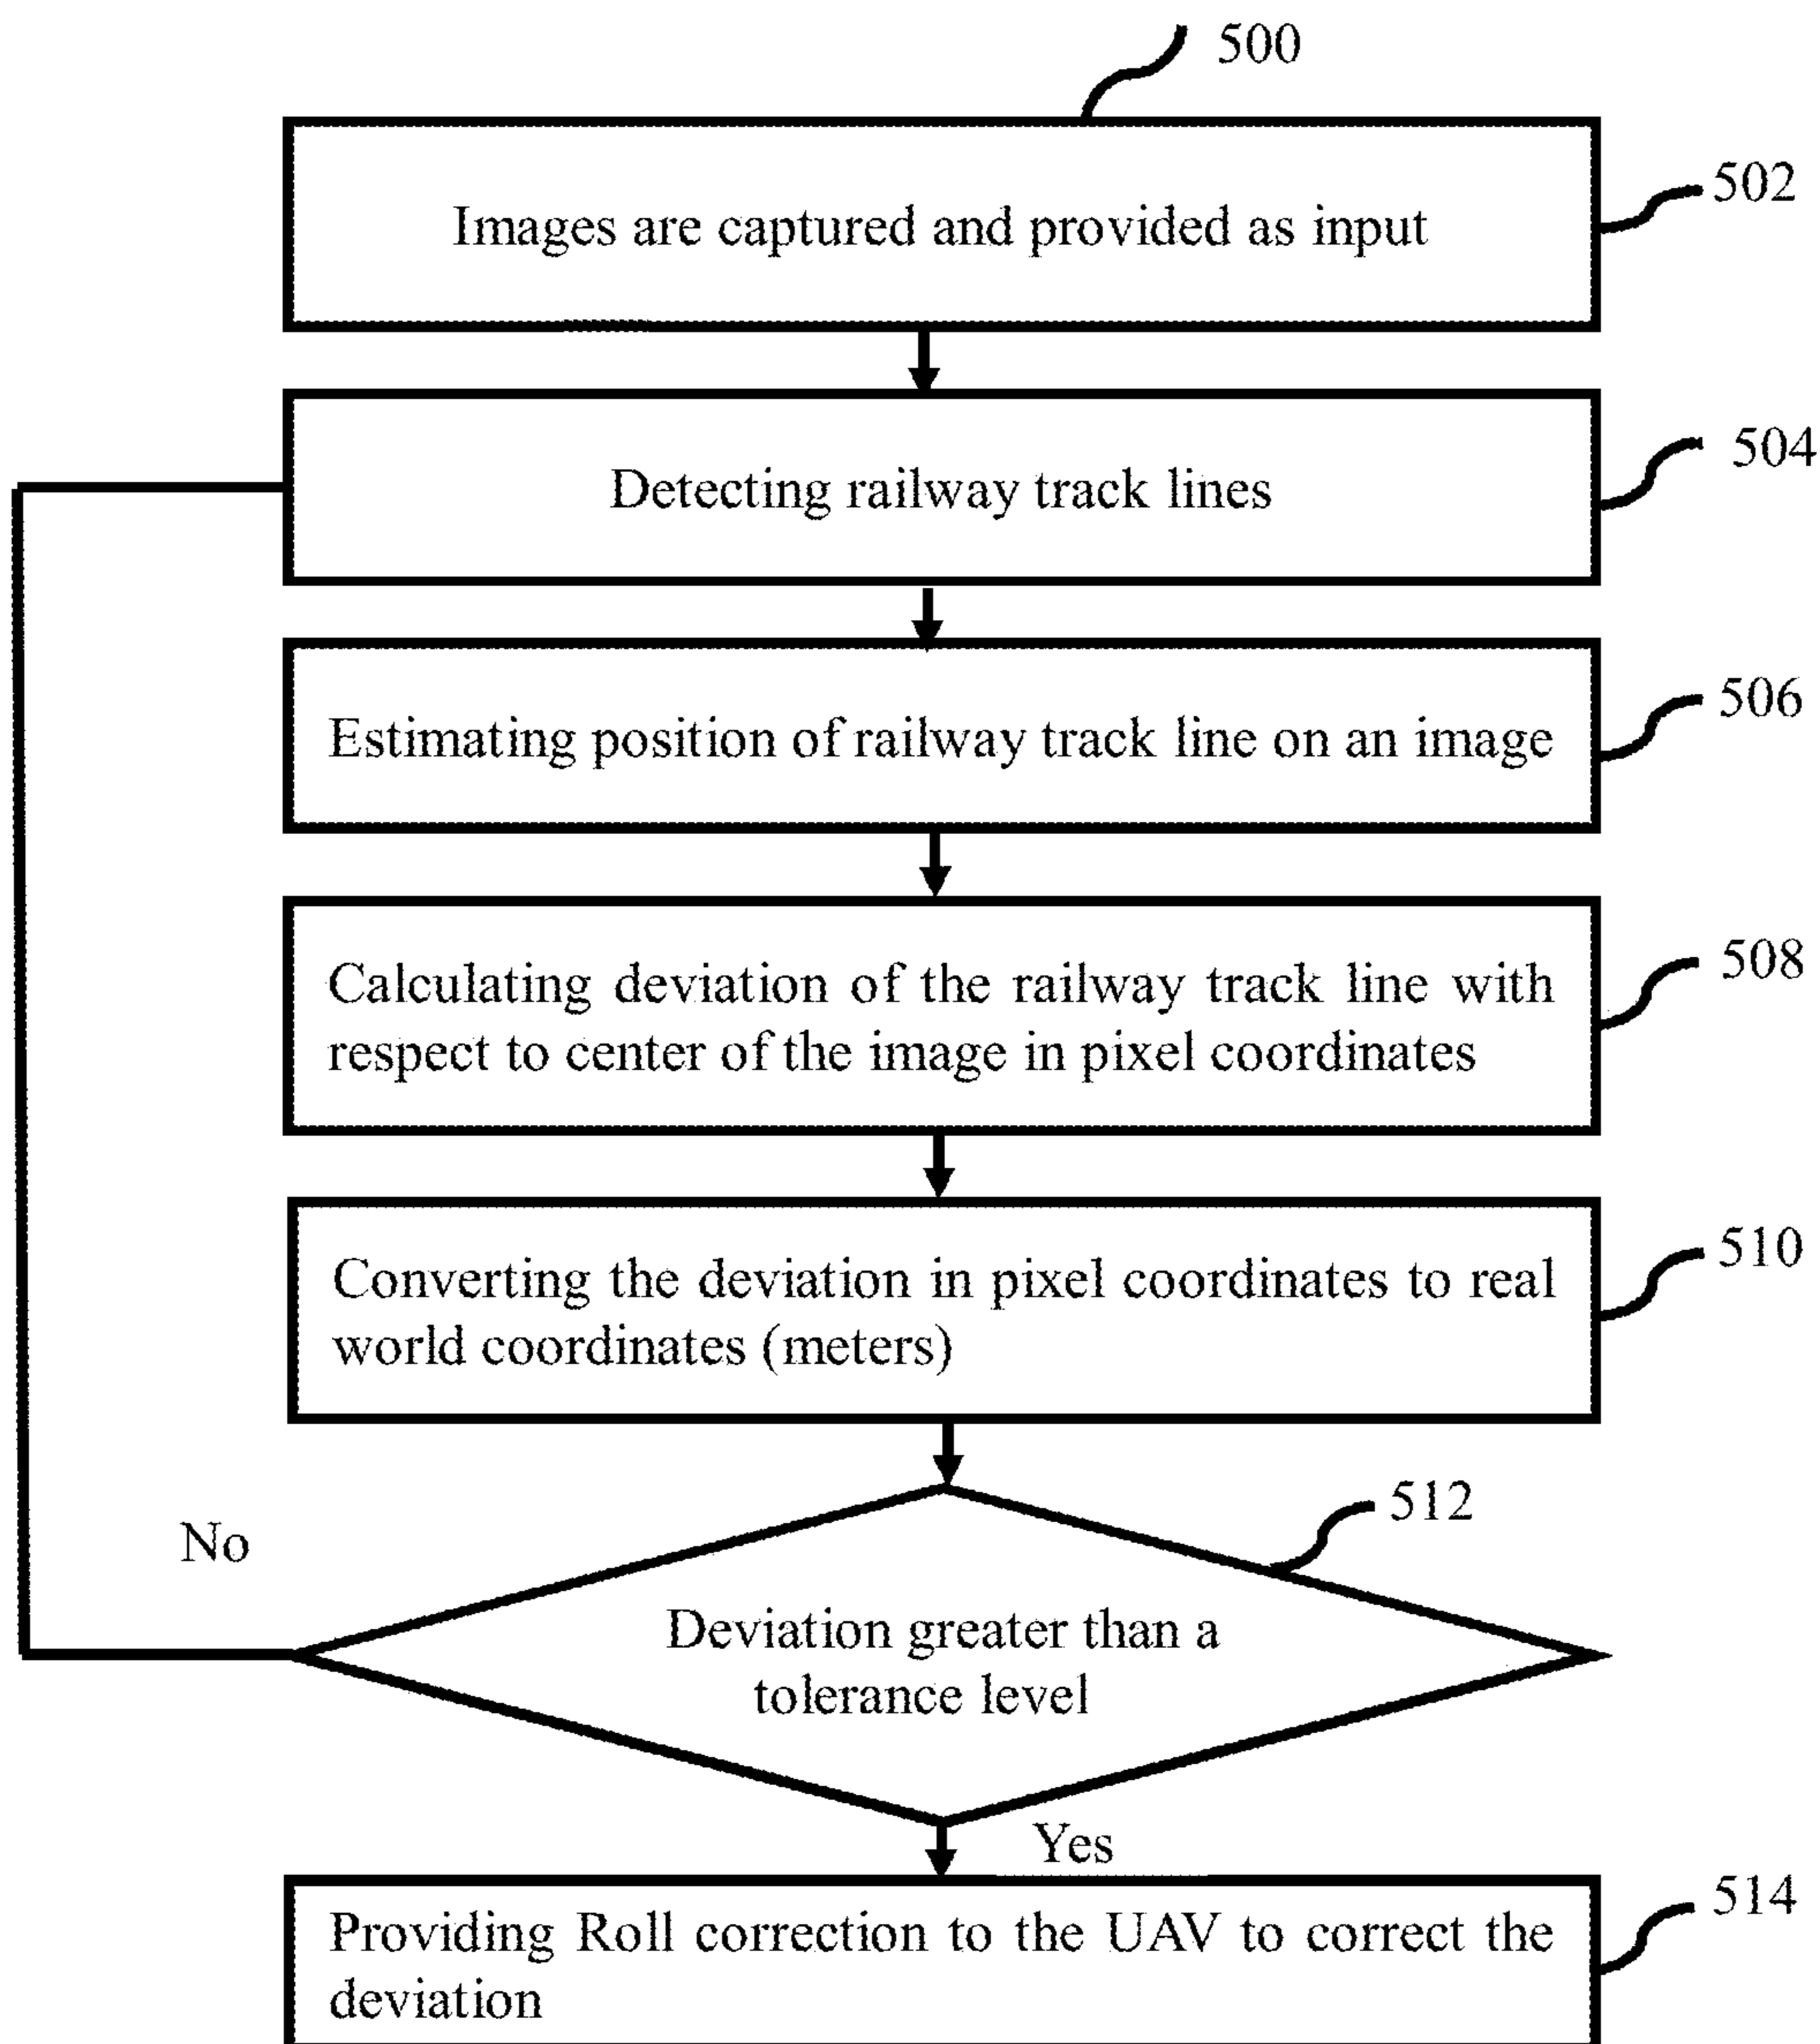 500
Images are captured and provided as input
502
Detecting railway track lines
504
Estimating position of railway track line on an image
506
Calculating deviation of the railway track line with
respect to center of the image in pixel coordinates
508
Converting the deviation in pixel coordinates to real
world coordinates (meters)
510
512
No
Deviation greater than a
tolerance level
Yes
Providing Roll correction to the UAV to correct the
deviation
514